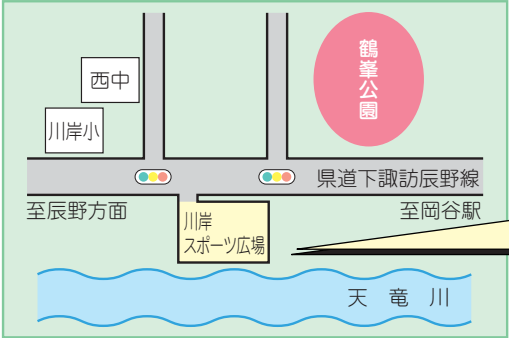 鶴峯公園
西中
川岸小
県道下諏訪辰野線
至辰野方面
至岡谷駅
川岸
スポーツ広場
天竜川